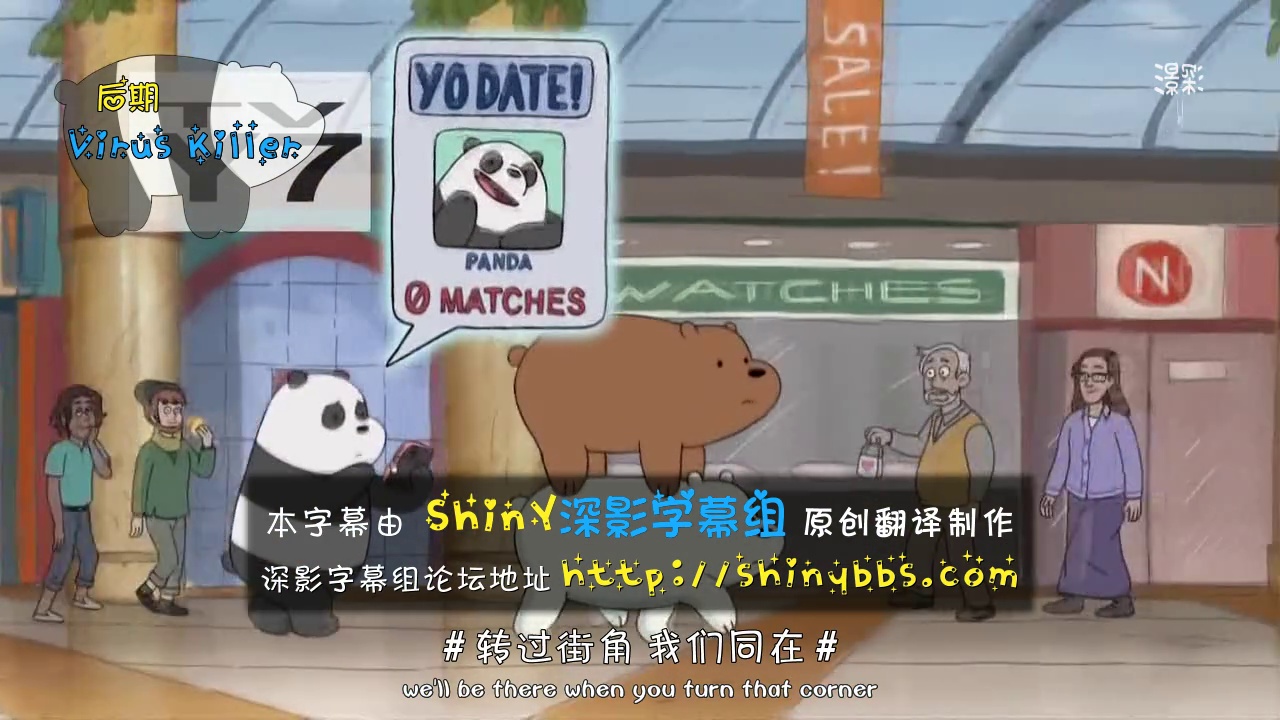 YO DATE!
PANDA
0 MATCHES
SALE!
深影
后期
Virus Killer
TV
Y7
WATCHES
N
本字幕由 ShinY深影字幕组 原创翻译制作
深影字幕组论坛地址 http://shinybbs.com
#转过街角 我们同在#
we'll be there when you turn that corner